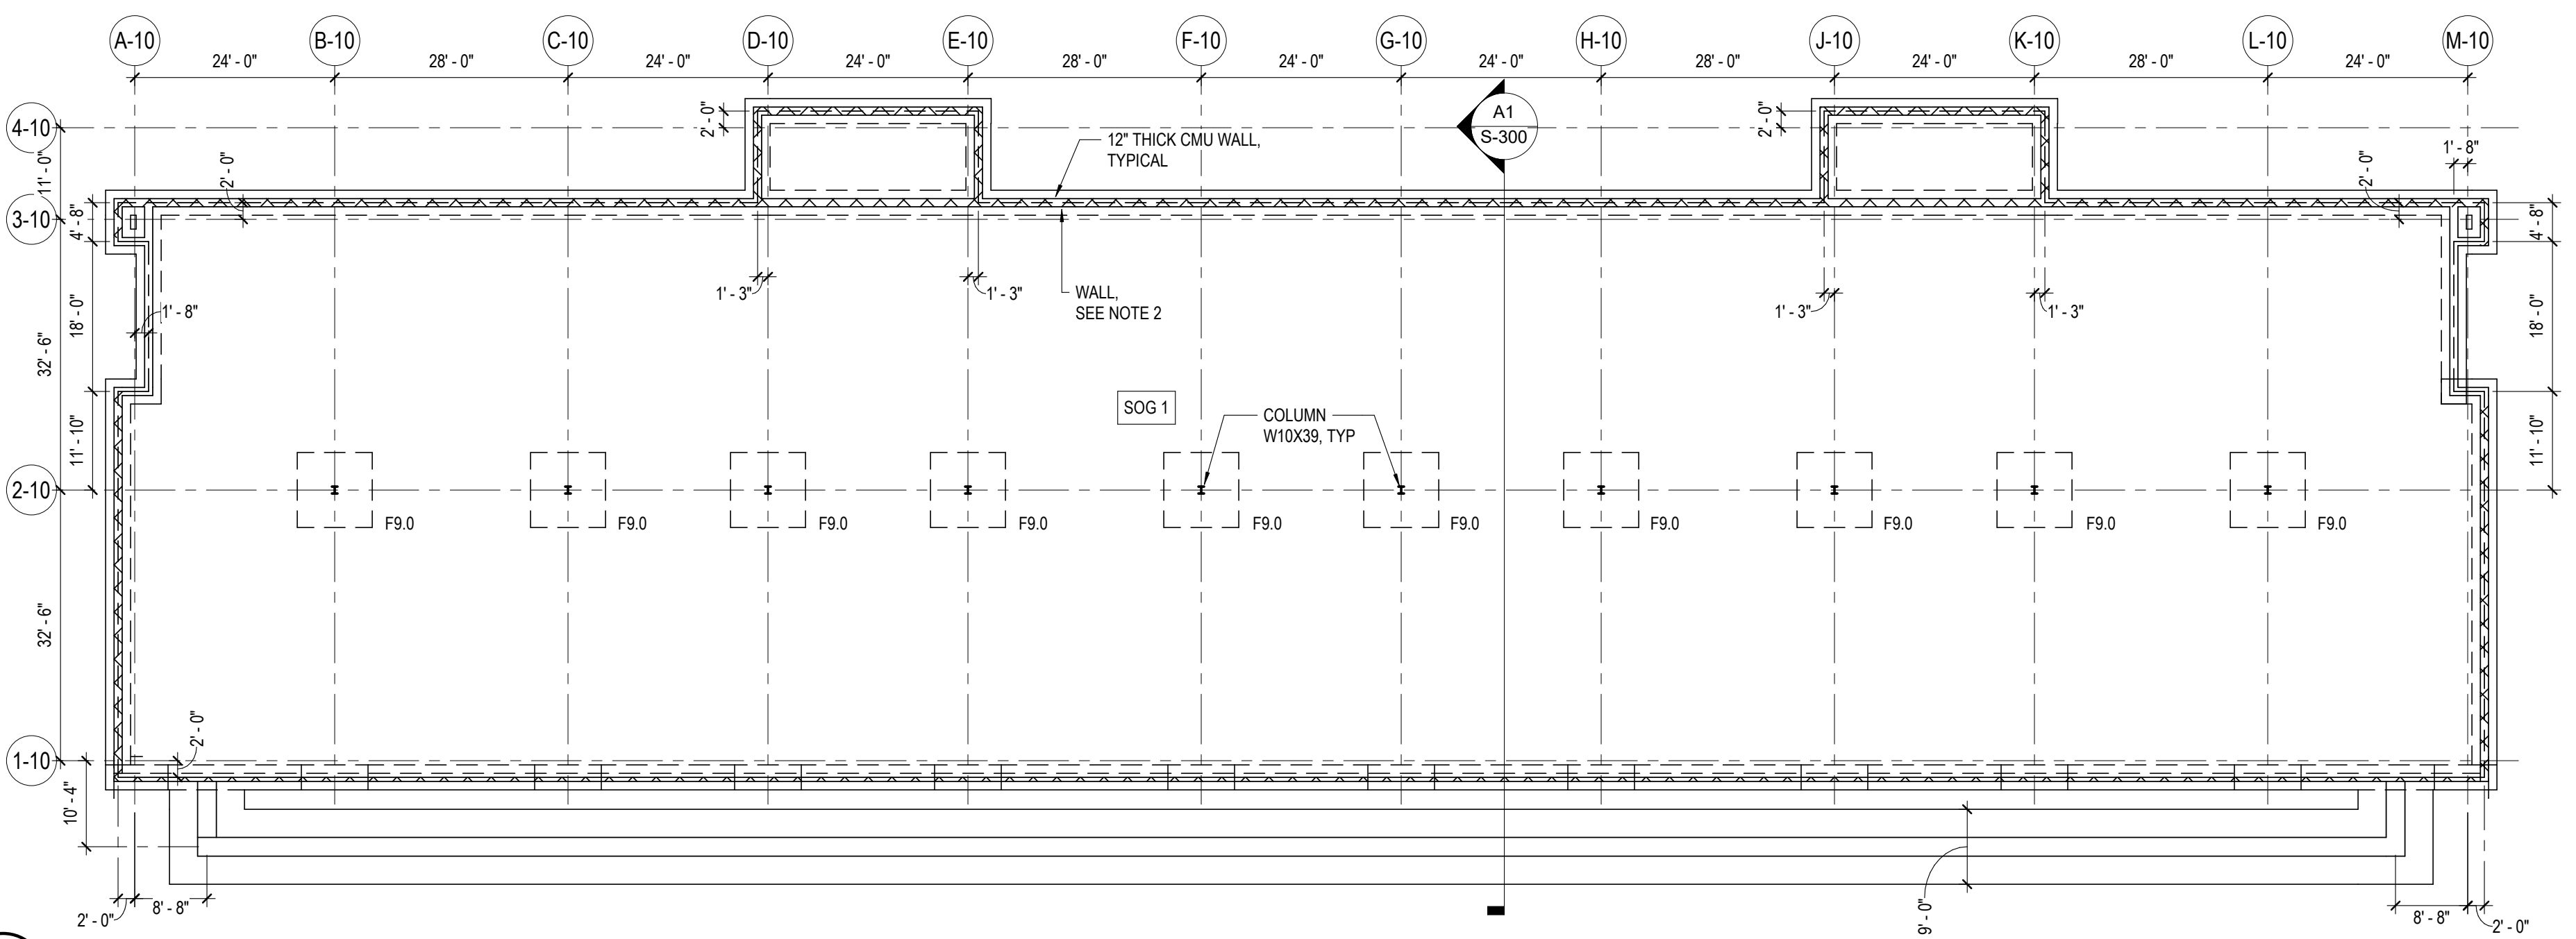 A-10 B-10 C-10 D-10 E-10 F-10 G-10 H-10 J-10 K-10 L-10 M-10
24' - 0" 28' - 0" 24' - 0" 24' - 0" 28' - 0" 24' - 0" 24' - 0" 28' - 0" 24' - 0" 28' - 0" 24' - 0"
4-10
2' - 0"
A1
S-300
2' - 0"
12" THICK CMU WALL,
TYPICAL
11' - 0"
2' - 0"
1' - 8"
2' - 0"
3-10
4' - 8"
4' - 8"
1' - 3"
1' - 3"
WALL,
SEE NOTE 2
1' - 3"
1' - 3"
1' - 8"
18' - 0"
18' - 0"
32' - 6"
SOG 1
COLUMN
W10X39, TYP
11' - 10"
11' - 10"
2-10
F9.0 F9.0 F9.0 F9.0 F9.0 F9.0 F9.0 F9.0 F9.0 F9.0
32' - 6"
2' - 0"
1-10
10' - 4"
2' - 0"
8' - 8"
9' - 0"
8' - 8"
2' - 0"